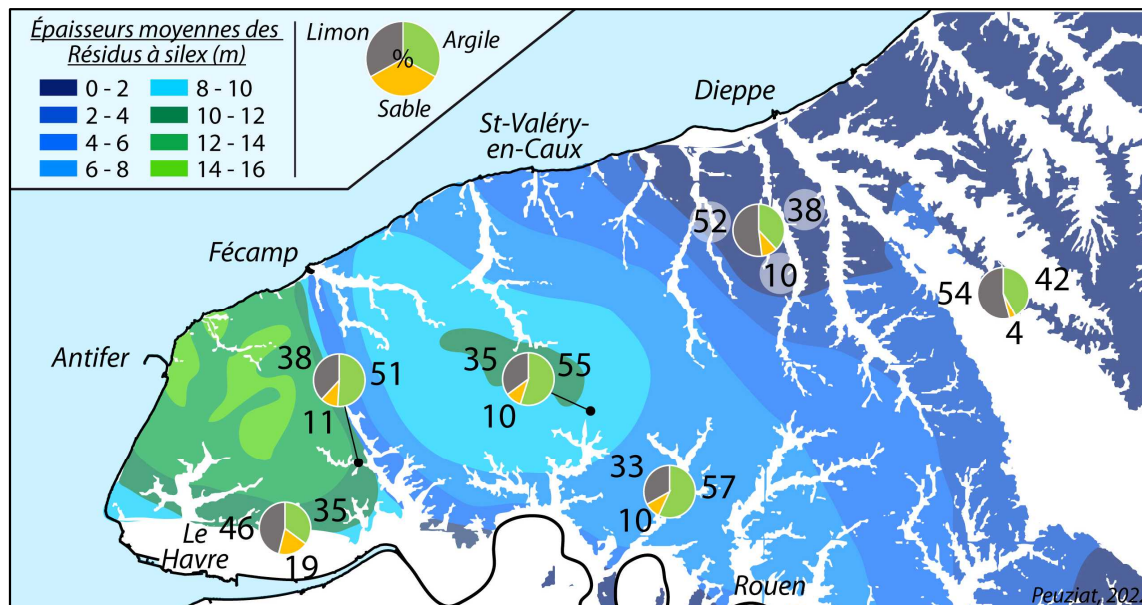 Épaisseurs moyennes des
Résidus à silex (m)
0 - 2
8 - 10
2 - 4
10 - 12
4 - 6
12 - 14
6 - 8
14 - 16
Limon
Argile
%
Sable
Dieppe
St-Valéry-
en-Caux
52
38
10
Fécamp
54
42
4
Antifer
38
51
11
35
55
10
33
57
10
46
35
19
Le
Havre
Rouen
Peuziat, 202